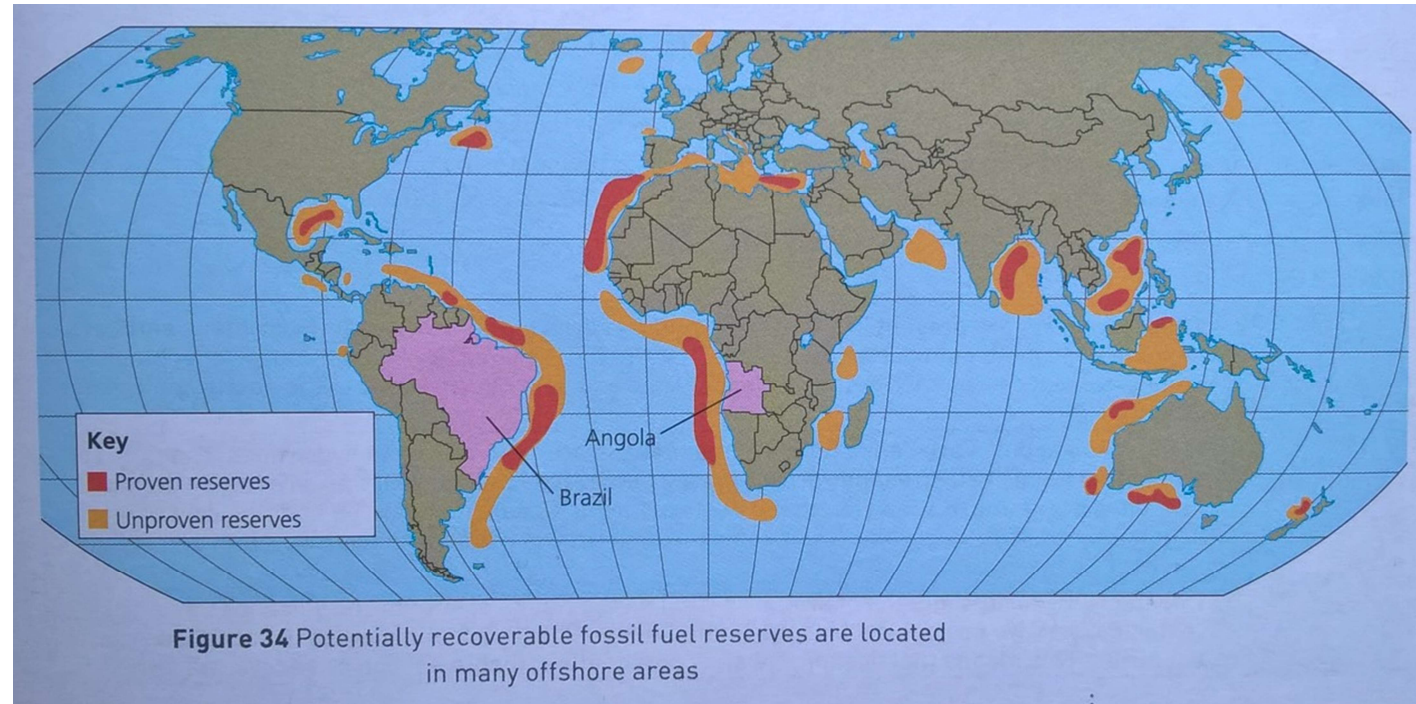 Angola
Brazil
Key
Proven reserves
Unproven reserves
Figure 34 Potentially recoverable fossil fuel reserves are located
in many offshore areas